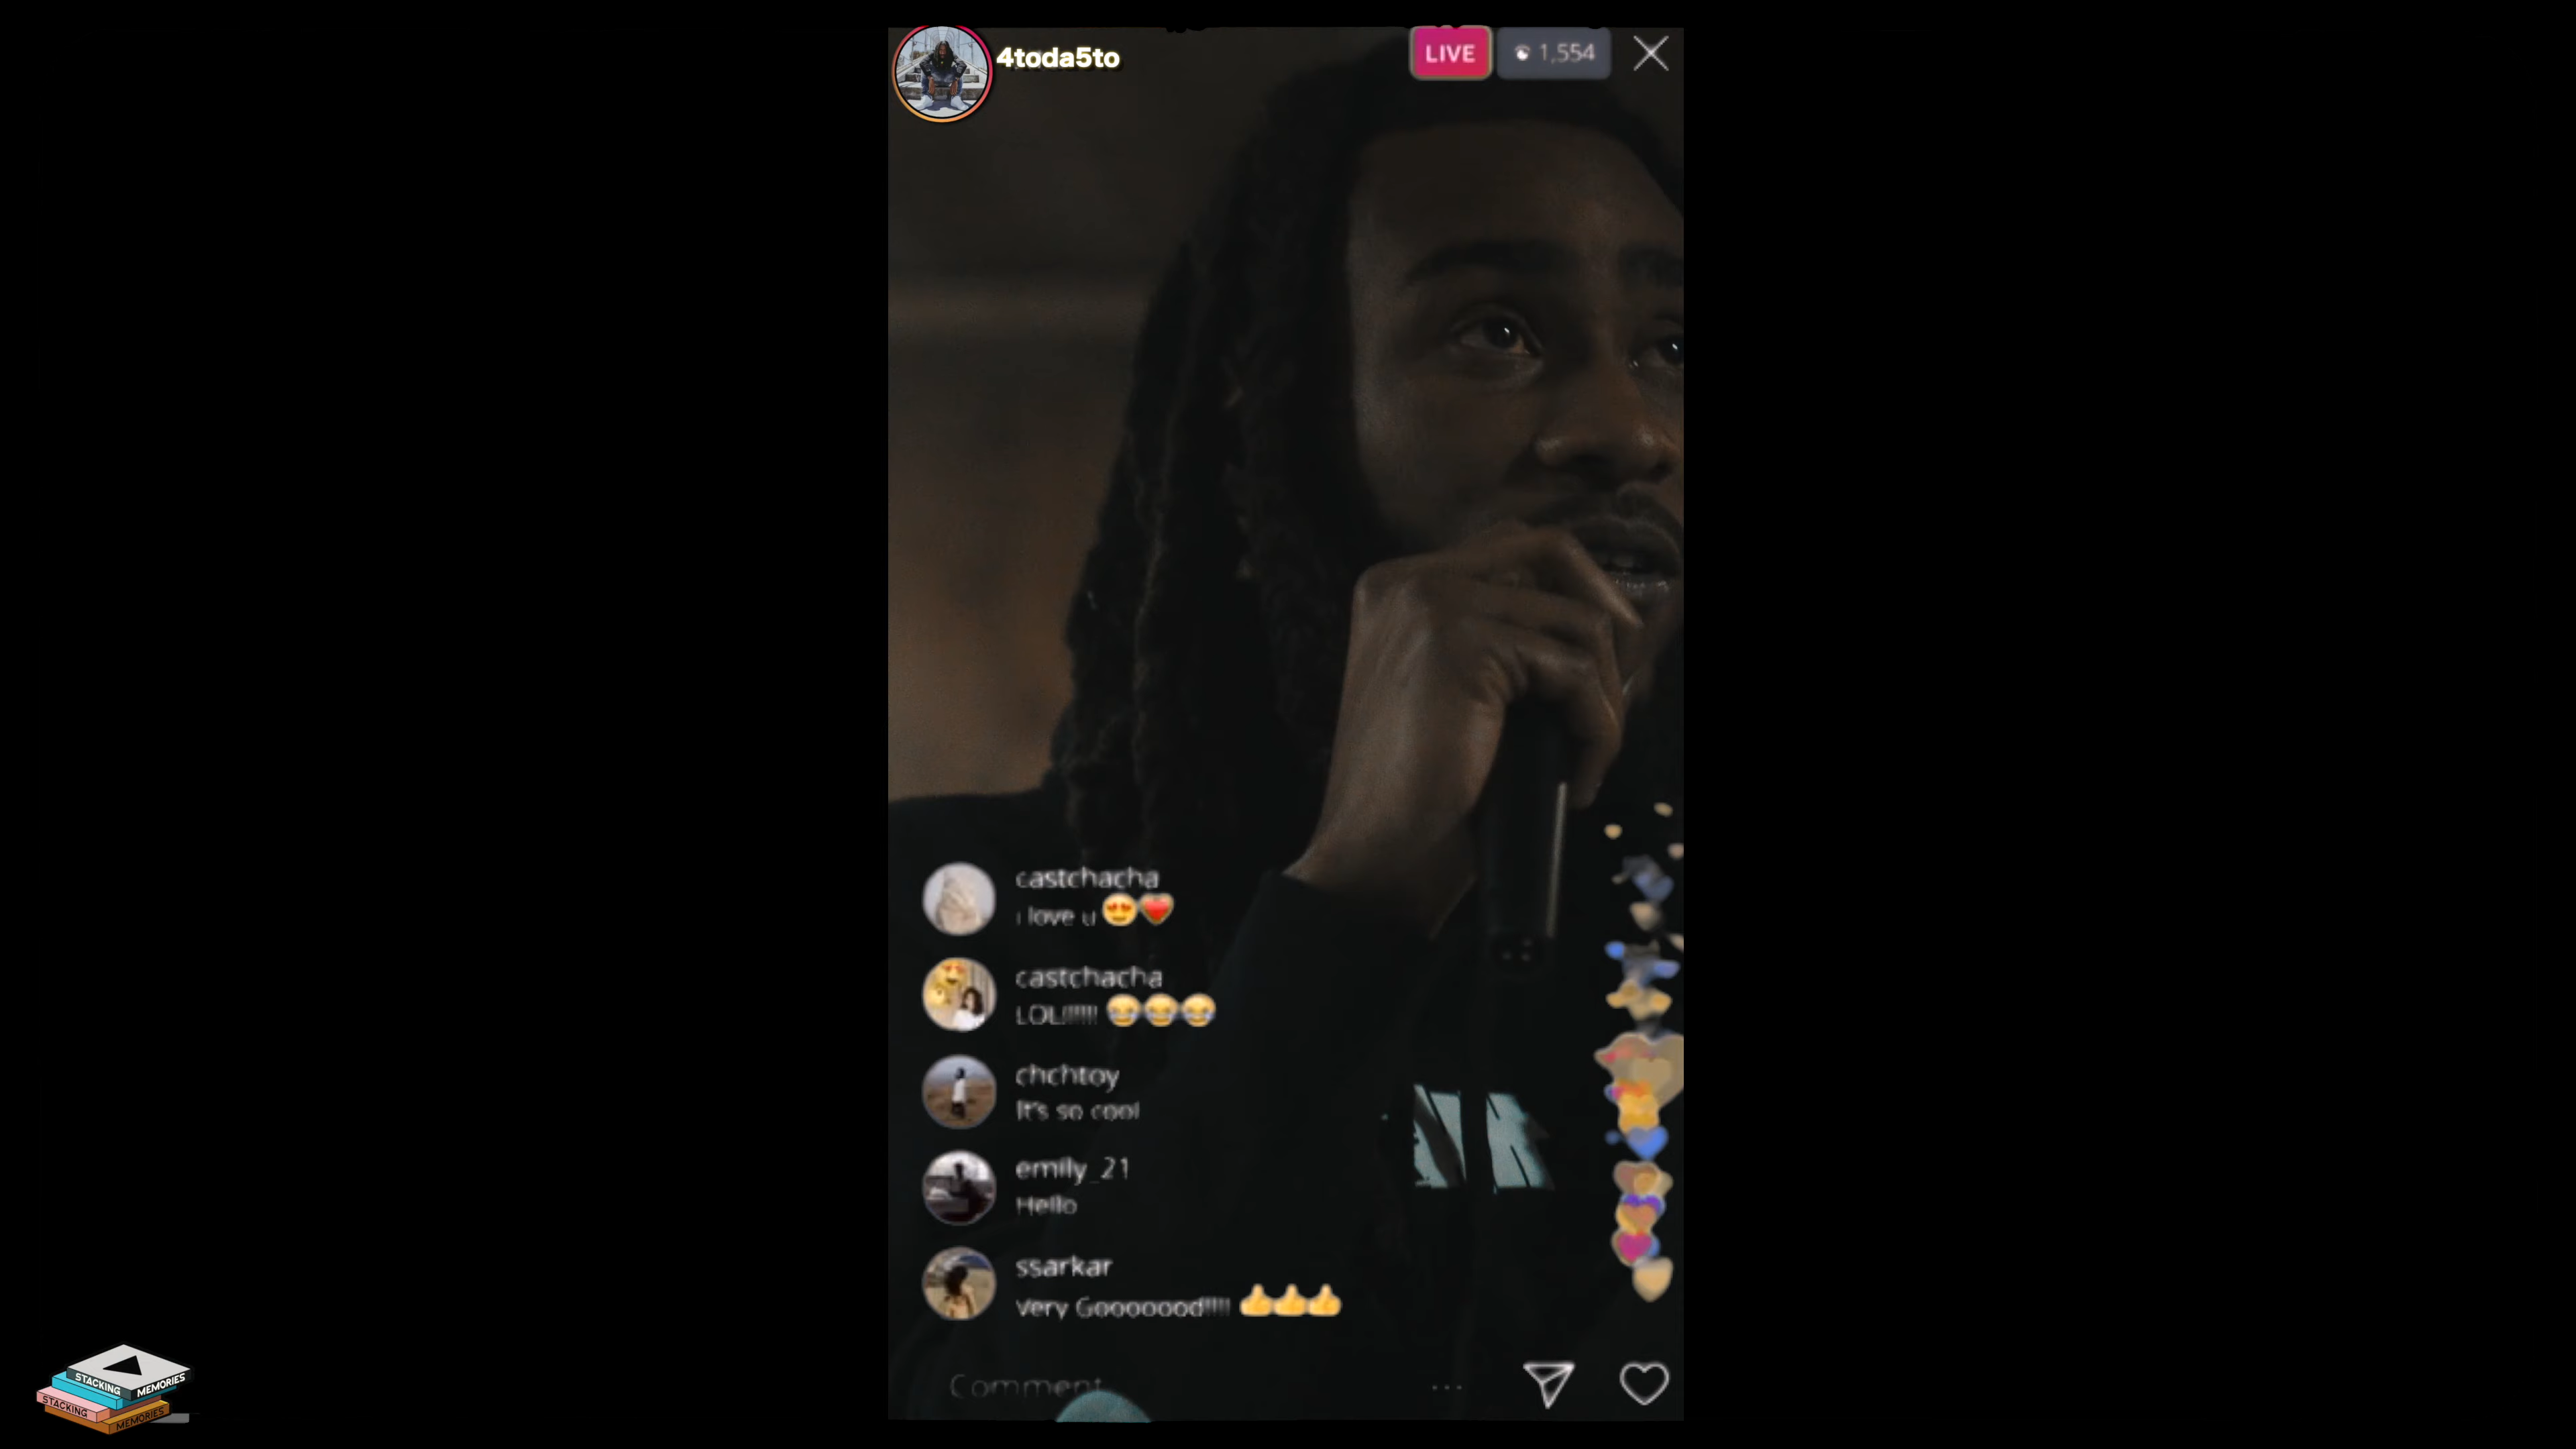 4toda5to
LIVE
1,554
castchacha
i love u 😍❤️
castchacha
LOL!!!!!! 😂😂😂
chchtoy
It's so cool
emily_21
Hello
ssarkar
Very Gooooood!!!!! 👍👍👍
Comment
...
STACKING MEMORIES
STACKING MEMORIES